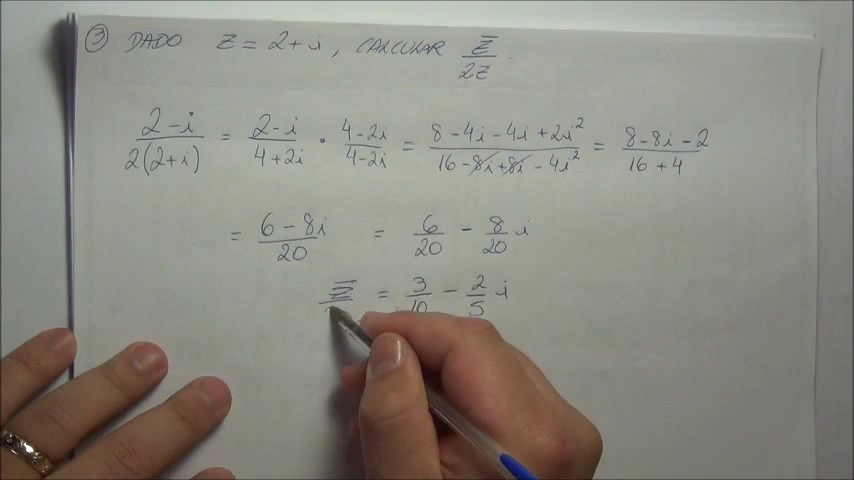 ③ DADO z = 2+i, CALCULAR z̅/2z.
2-i/2(2+i) = 2-i/4+2i · 4-2i/4-2i = 8-4i-4i+2i²/16-8i+8i-4i² = 8-8i-2/16+4
= 6-8i/20 = 6/20 - 8/20 i
z̅ = 3/10 - 2/5 i